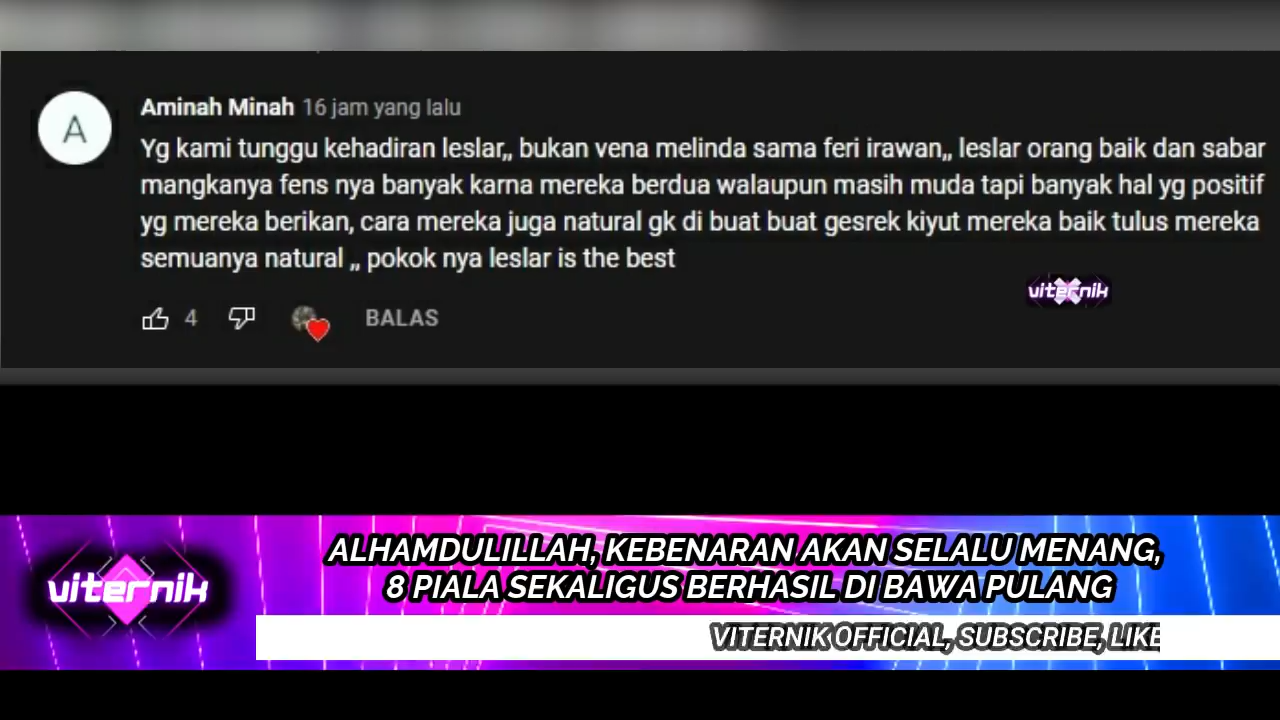 A
Aminah Minah 16 jam yang lalu
Yg kami tunggu kehadiran leslar,, bukan vena melinda sama feri irawan,, leslar orang baik dan sabar
mangkanya fens nya banyak karna mereka berdua walaupun masih muda tapi banyak hal yg positif
yg mereka berikan, cara mereka juga natural gk di buat buat gesrek kiyut mereka baik tulus mereka
semuanya natural ,, pokok nya leslar is the best
viternik
4 BALAS
ALHAMDULILLAH, KEBENARAN AKAN SELALU MENANG,
8 PIALA SEKALIGUS BERHASIL DI BAWA PULANG
viternik
VITERNIK OFFICIAL, SUBSCRIBE, LIKE